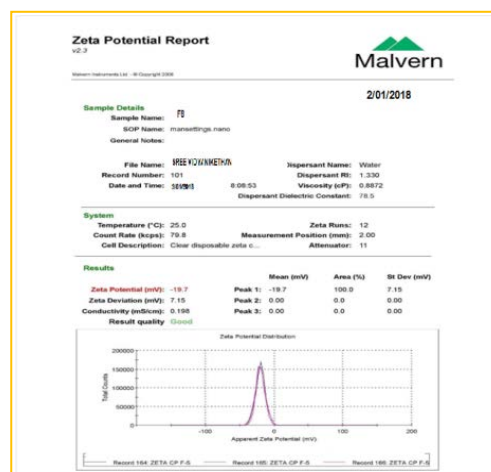 Zeta Potential Report
v2.3
Malvern Instruments Ltd - © Copyright 2008
Malvern
2/01/2018
Sample Details
Sample Name: F8
SOP Name: mansettings.nano
General Notes:
File Name: SREE VIDYANIKETHAN Dispersant Name: Water
Record Number: 101 Dispersant RI: 1.330
Date and Time: 8:08:53 Viscosity (cP): 0.8872
Dispersant Dielectric Constant: 78.5
System
Temperature (°C): 25.0 Zeta Runs: 12
Count Rate (kcps): 79.8 Measurement Position (mm): 2.00
Cell Description: Clear disposable zeta c... Attenuator: 11
Results
Mean (mV) Area (%) St Dev (mV)
Zeta Potential (mV): -19.7 Peak 1: -19.7 100.0 7.15
Zeta Deviation (mV): 7.15 Peak 2: 0.00 0.0 0.00
Conductivity (mS/cm): 0.198 Peak 3: 0.00 0.0 0.00
Result quality Good
Zeta Potential Distribution
Total Counts
200000
150000
100000
50000
0
-100 0 100 200
Apparent Zeta Potential (mV)
Record 164: ZETA CP F-S Record 165: ZETA CP F-S Record 166: ZETA CP F-S